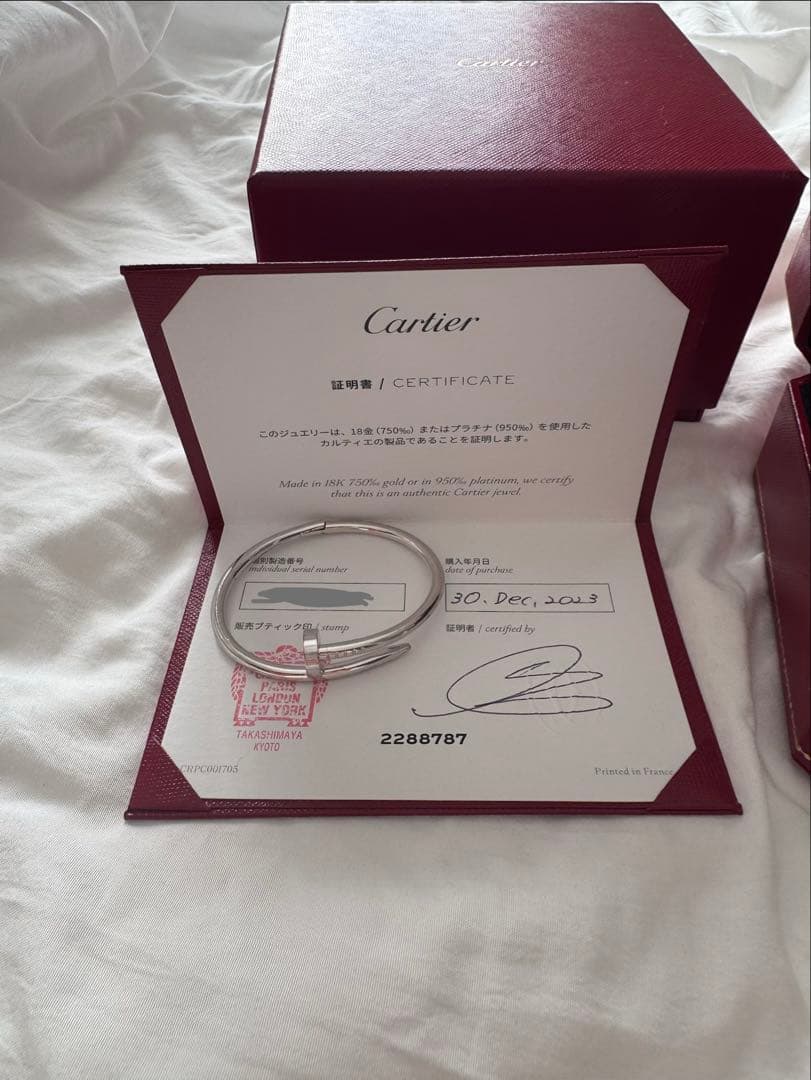 Cartier
Cartier
証明書 / CERTIFICATE
このジュエリーは、18金(750‰)またはプラチナ(950‰)を使用した
カルティエの製品であることを証明します。
Made in 18K 750‰ gold or in 950‰ platinum, we certify
that this is an authentic Cartier jewel.
別製造番号
individual serial number
購入年月日
date of purchase
30. Dec, 2023
販売ブティック印 / stamp
証明者 / certified by
PARIS
LONDON
NEW YORK
TAKASHIMAYA
KYOTO
2288787
CRPC001705
Printed in France